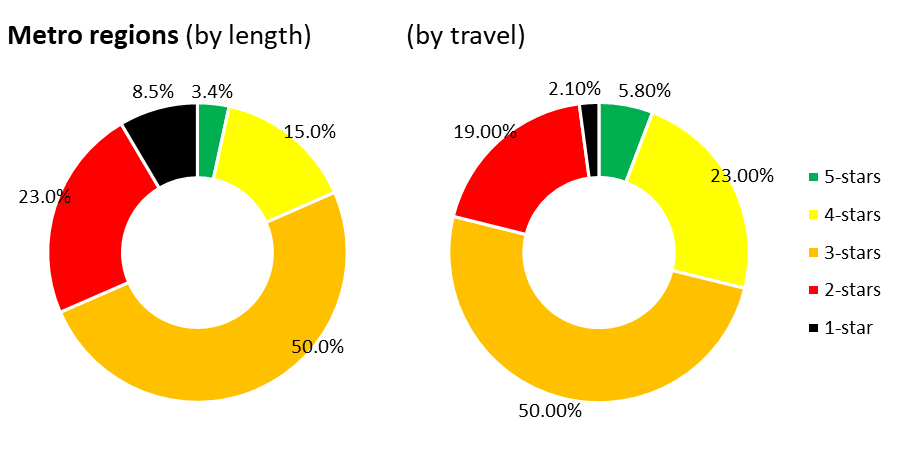 Metro regions (by length)
8.5%
3.4%
15.0%
23.0%
50.0%
(by travel)
2.10%
5.80%
19.00%
23.00%
50.00%
5-stars
4-stars
3-stars
2-stars
1-star